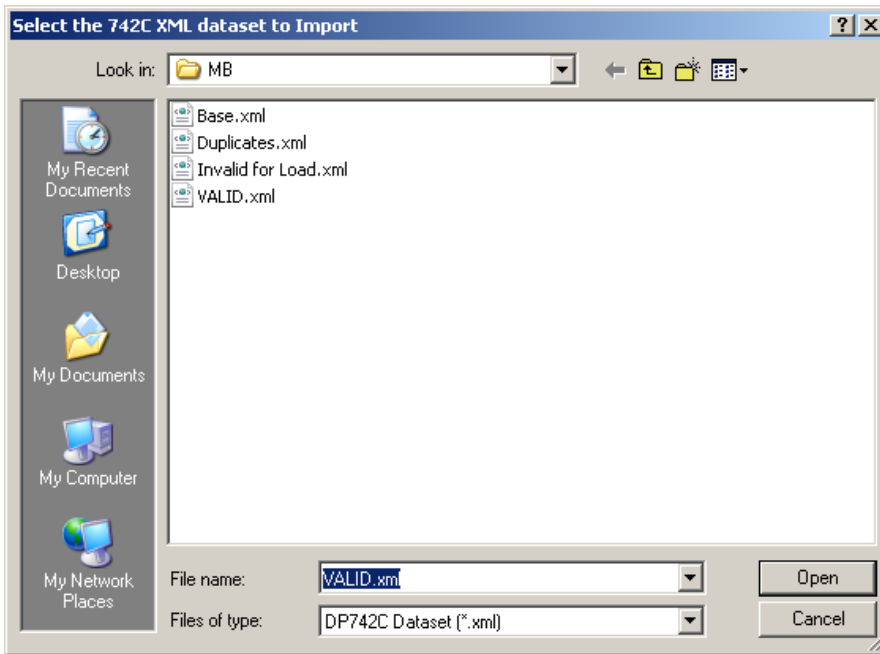 Select the 742C XML dataset to Import
Look in: MB
My Recent
Documents
Desktop
My Documents
My Computer
My Network
Places
Base.xml
Duplicates.xml
Invalid for Load.xml
VALID.xml
File name: VALID.xml Open
Files of type: DP742C Dataset (*.xml) Cancel